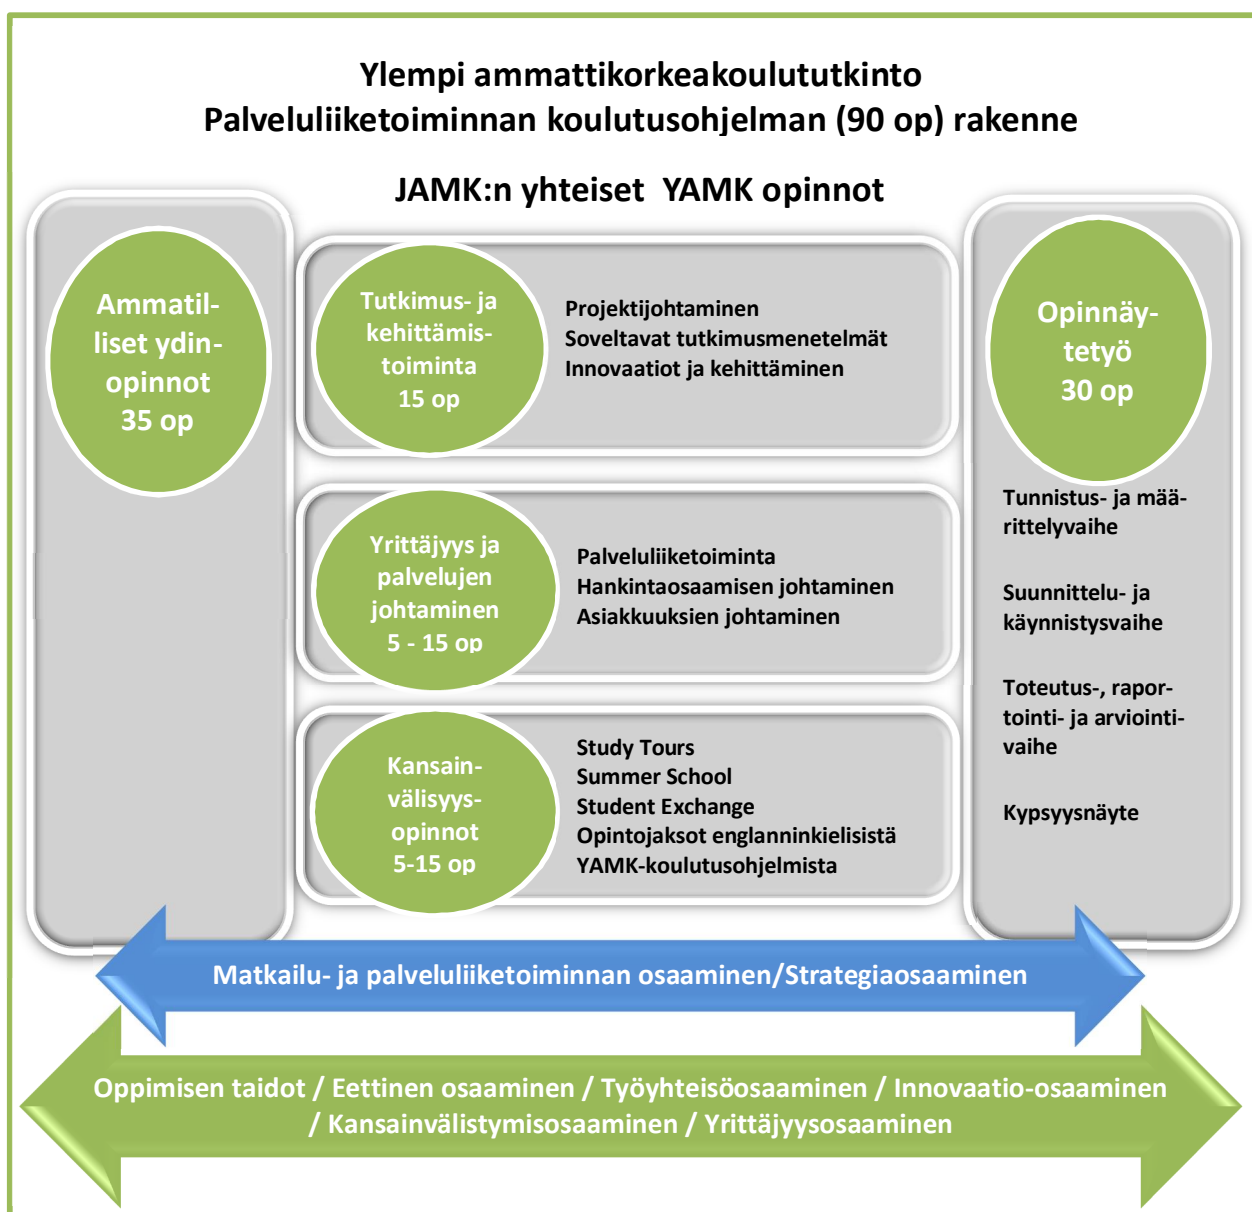 Ylempi ammattikorkeakoulututkinto
Palveluliiketoiminnan koulutusohjelman (90 op) rakenne
JAMK:n yhteiset YAMK opinnot
Ammatil-
liset ydin-
opinnot
35 op
Tutkimus- ja
kehittämis-
toiminta
15 op
Projektijohtaminen
Soveltavat tutkimusmenetelmät
Innovaatiot ja kehittäminen
Yrittäjyys ja
palvelujen
johtaminen
5 - 15 op
Palveluliiketoiminta
Hankintaosaamisen johtaminen
Asiakkuuksien johtaminen
Kansain-
välisyys-
opinnot
5-15 op
Study Tours
Summer School
Student Exchange
Opintojaksot englanninkielisistä
YAMK-koulutusohjelmista
Opinnäy-
tetyö
30 op
Tunnistus- ja mää-
rittelyvaihe
Suunnittelu- ja
käynnistysvaihe
Toteutus-, rapor-
tointi- ja arviointi-
vaihe
Kypsyysnäyte
Matkailu- ja palveluliiketoiminnan osaaminen/Strategiaosaaminen
Oppimisen taidot / Eettinen osaaminen / Työyhteisöosaaminen / Innovaatio-osaaminen
/ Kansainvälistymisosaaminen / Yrittäjyysosaaminen